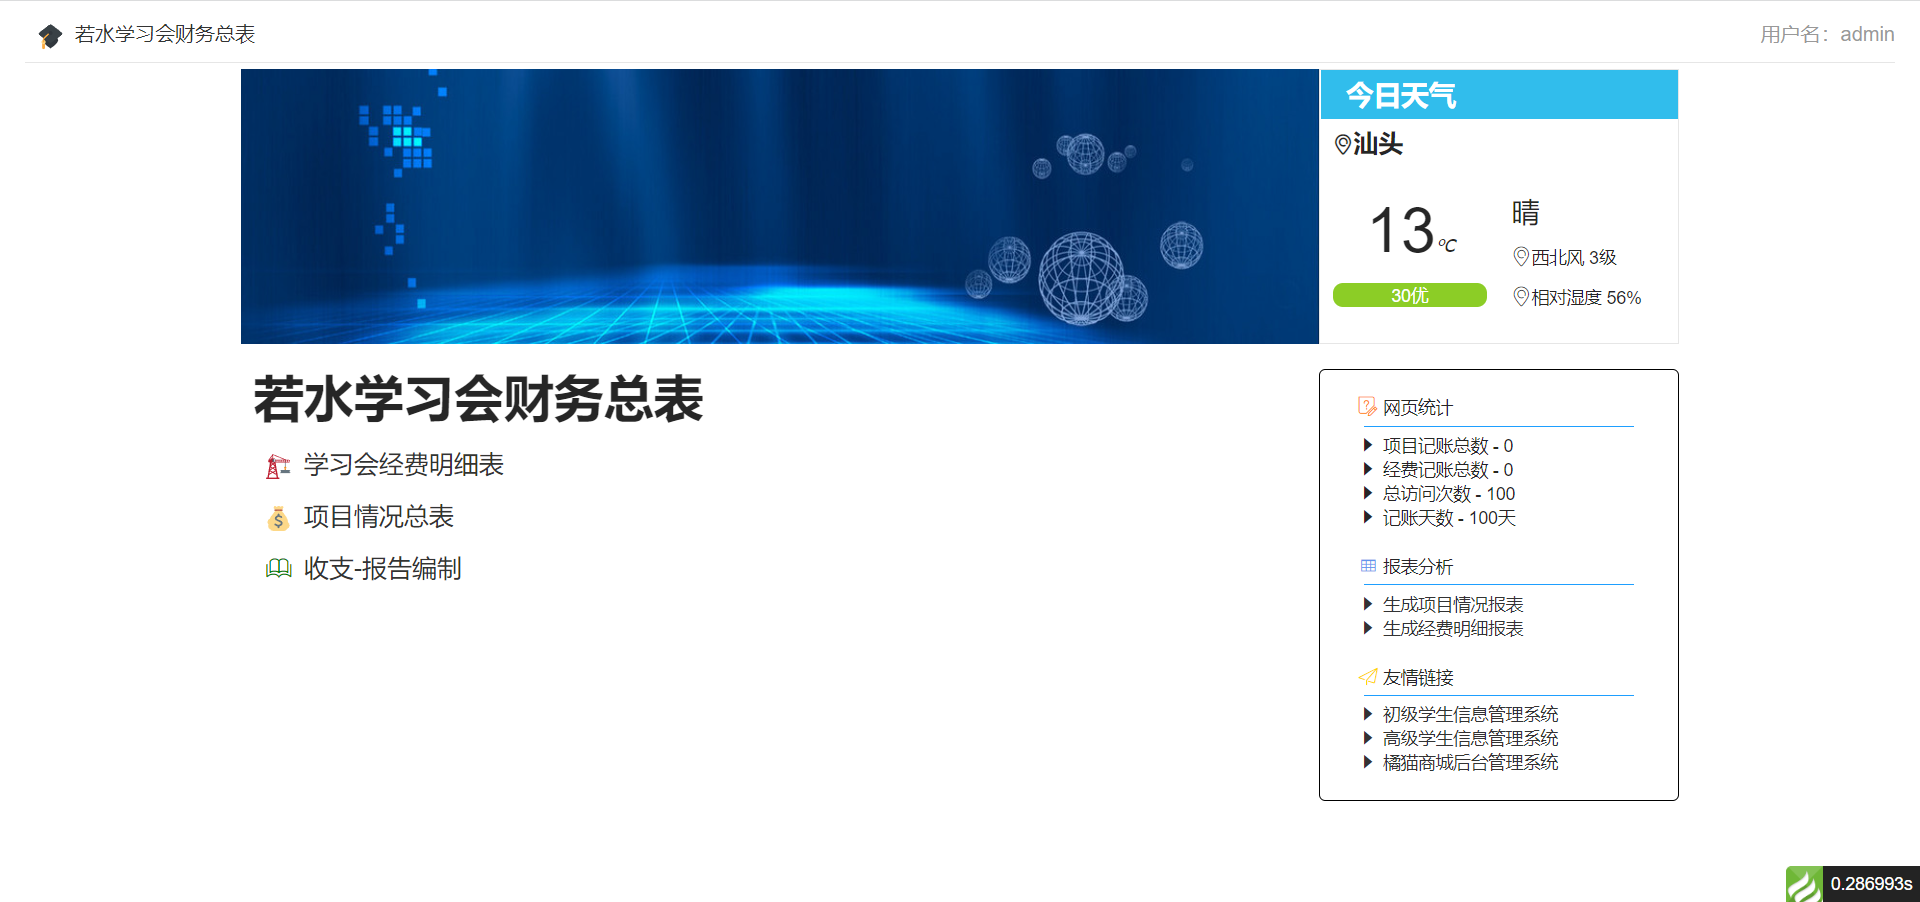 若水学习会财务总表
用户名：admin
今日天气
汕头
13℃
晴
西北风 3级
30优
相对湿度 56%
若水学习会财务总表
学习会经费明细表
项目情况总表
收支-报告编制
网页统计
项目记账总数 - 0
经费记账总数 - 0
总访问次数 - 100
记账天数 - 100天
报表分析
生成项目情况报表
生成经费明细报表
友情链接
初级学生信息管理系统
高级学生信息管理系统
橘猫商城后台管理系统
0.286993s